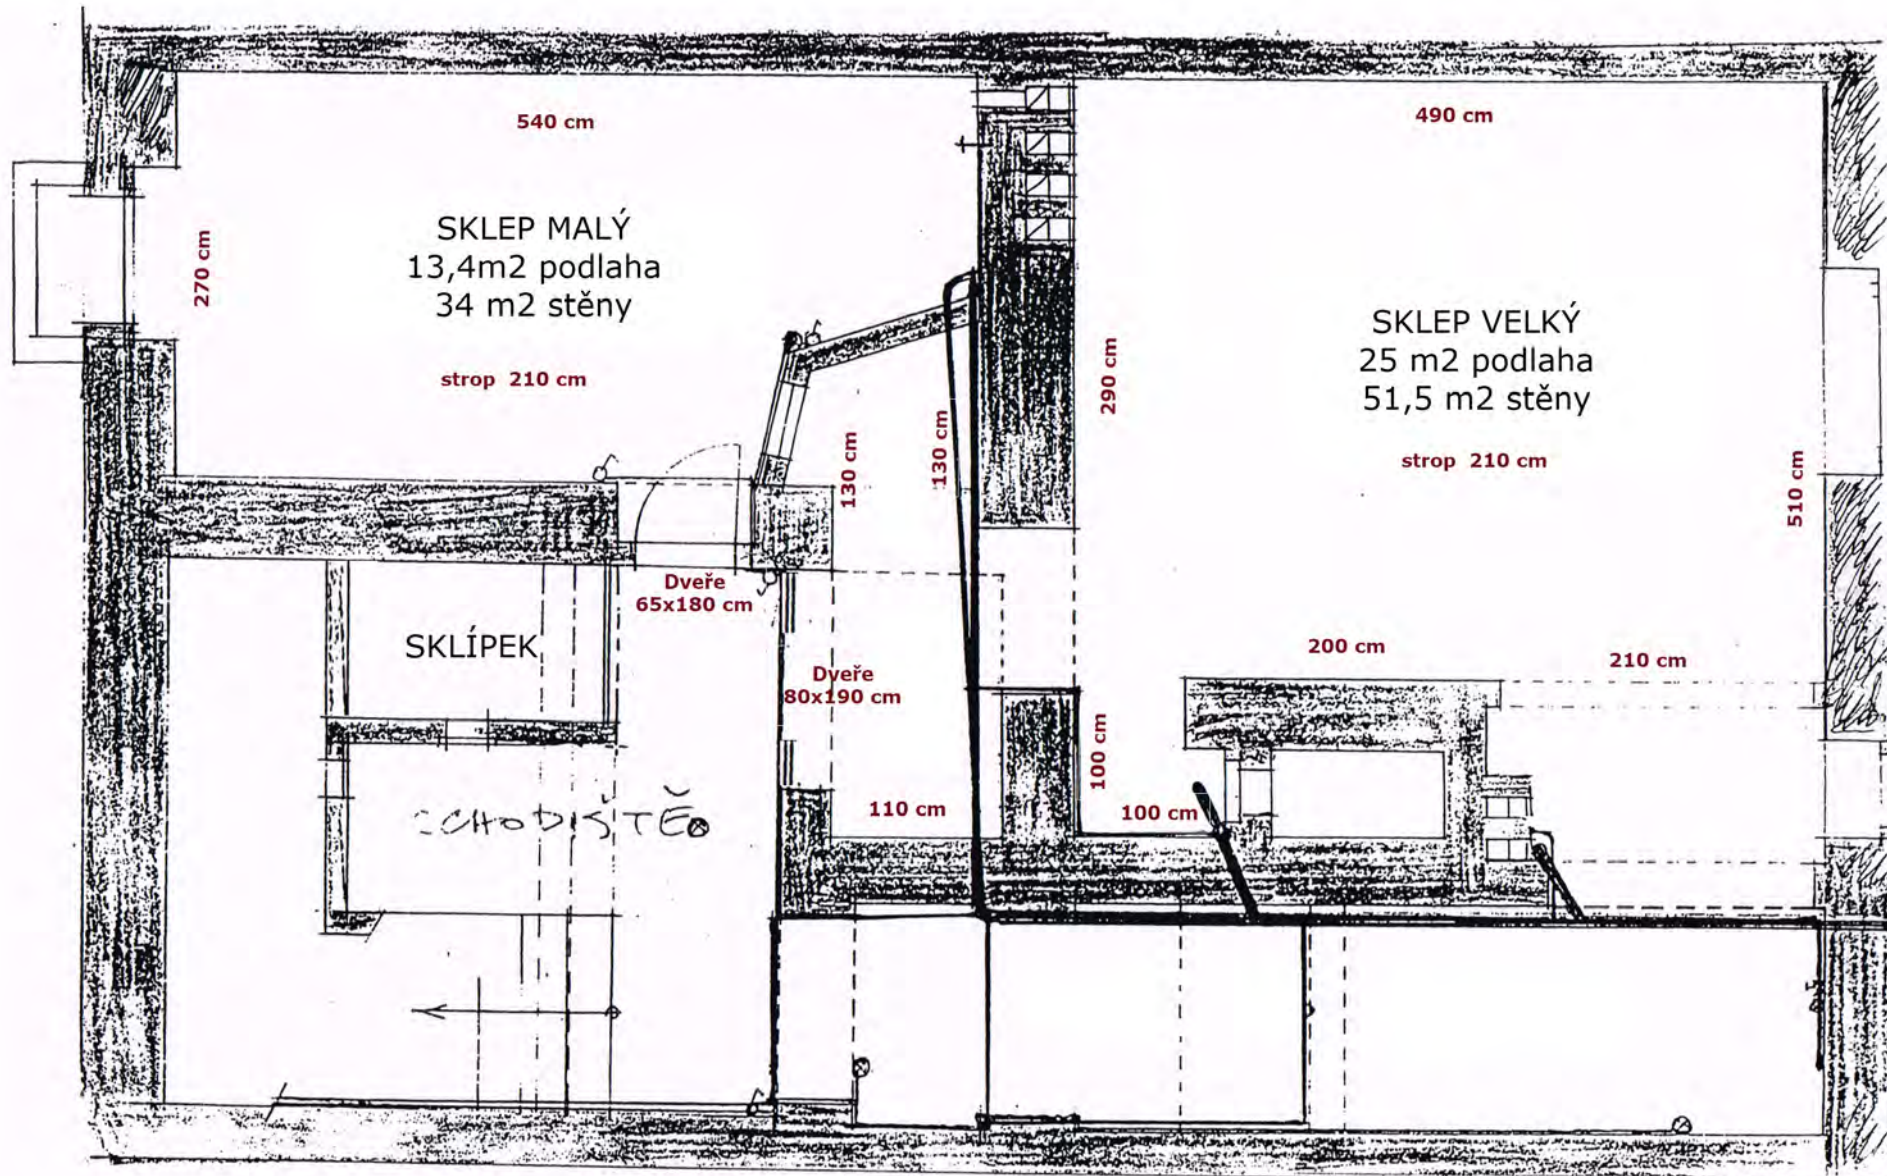 540 cm
490 cm
SKLEP MALÝ
13,4m2 podlaha
34 m2 stěny
270 cm
strop 210 cm
SKLEP VELKÝ
25 m2 podlaha
51,5 m2 stěny
290 cm
strop 210 cm
130 cm
130 cm
510 cm
Dveře
65x180 cm
SKLÍPEK
200 cm
210 cm
Dveře
80x190 cm
100 cm
110 cm
100 cm